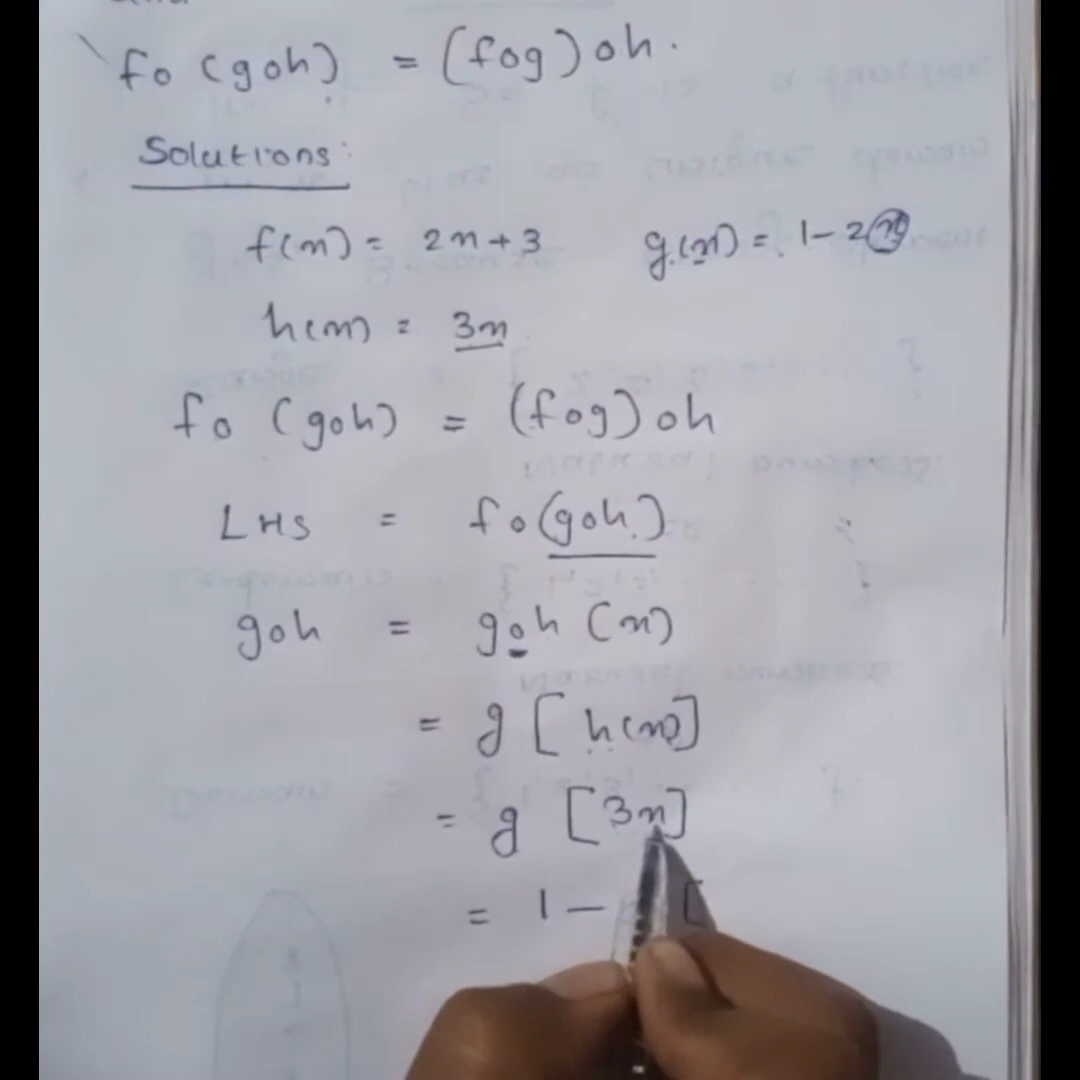 fo (goh) = (fog) oh.
Solutions:
f(x) = 2x + 3 g(x) = 1 - 2(x)
h(x) = 3x
fo (goh) = (fog) oh
LHS = fo(goh)
goh = goh (x)
= g [ h(x)]
= g [3x]
= 1 - [